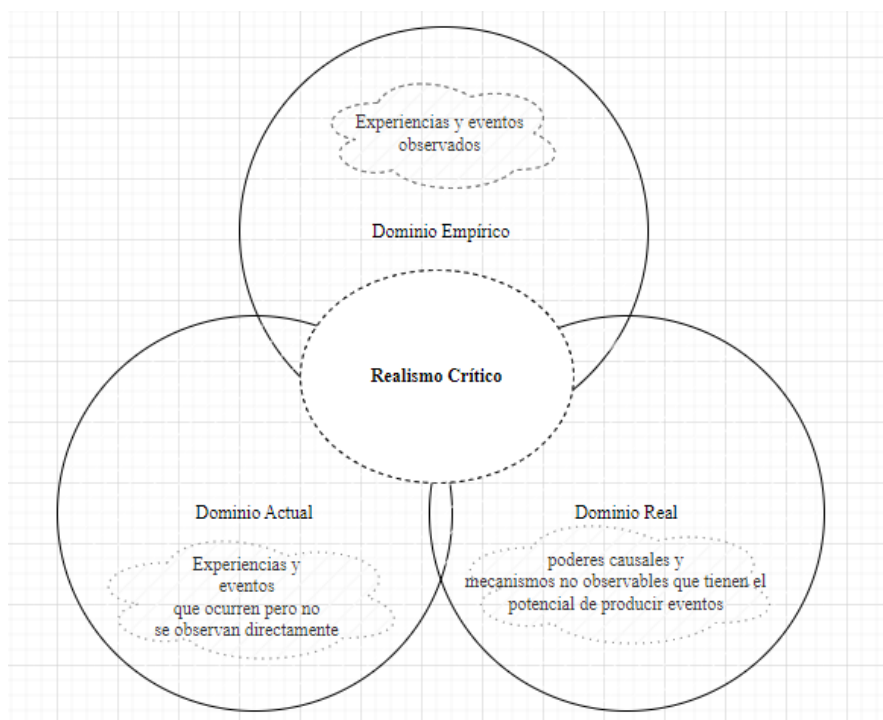 Experiencias y eventos
observados
Dominio Empírico
Realismo Crítico
Dominio Actual
Experiencias y
eventos
que ocurren pero no
se observan directamente
Dominio Real
poderes causales y
mecanismos no observables que tienen el
potencial de producir eventos